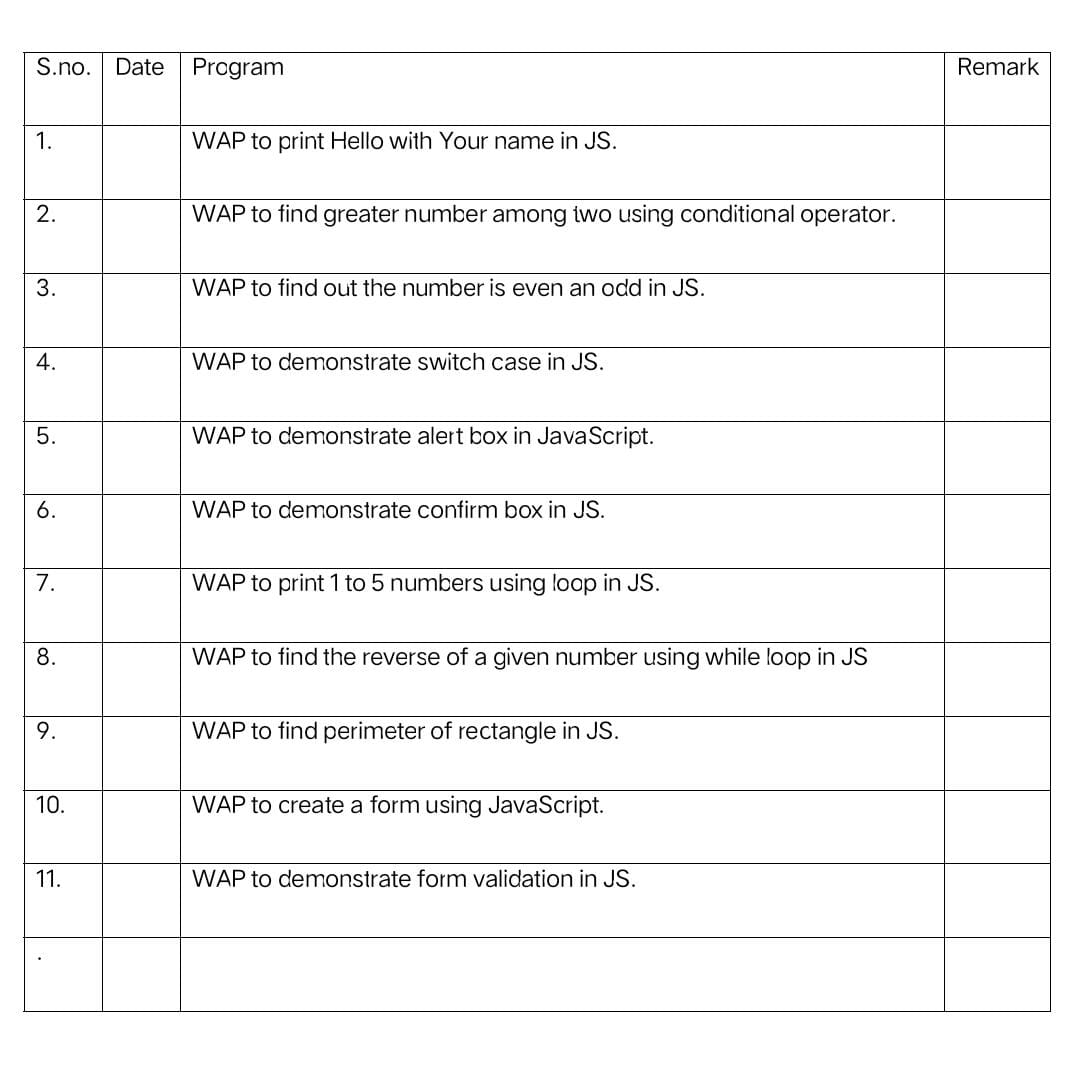 S.no. Date Program Remark
1. WAP to print Hello with Your name in JS.
2. WAP to find greater number among two using conditional operator.
3. WAP to find out the number is even an odd in JS.
4. WAP to demonstrate switch case in JS.
5. WAP to demonstrate alert box in JavaScript.
6. WAP to demonstrate confirm box in JS.
7. WAP to print 1 to 5 numbers using loop in JS.
8. WAP to find the reverse of a given number using while loop in JS
9. WAP to find perimeter of rectangle in JS.
10. WAP to create a form using JavaScript.
11. WAP to demonstrate form validation in JS.
.